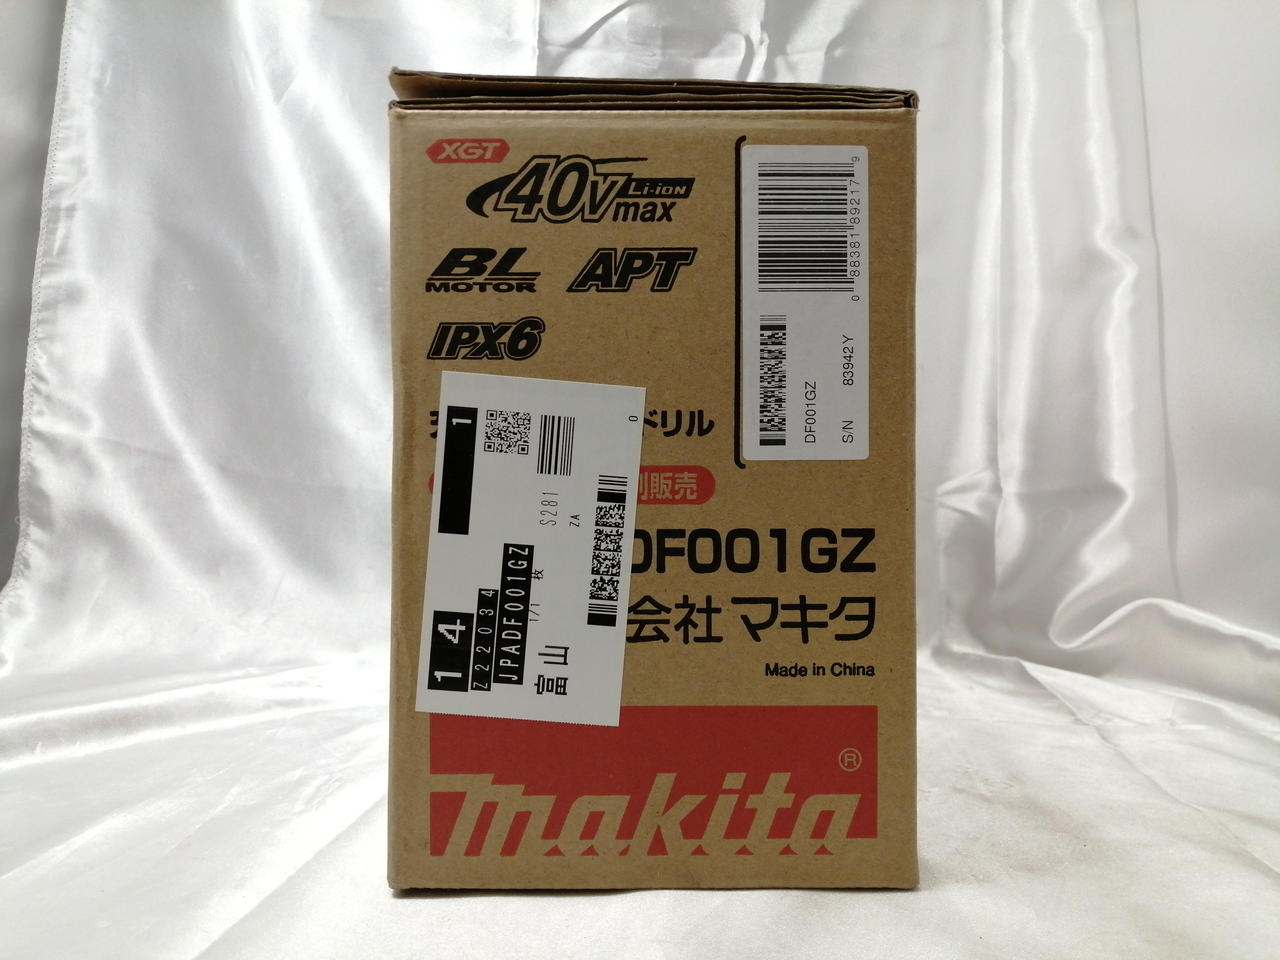 XGT
40Vmax Li-ion
BL MOTOR
APT
IPX6
ドリル
別販売
DF001GZ
会社マキタ
Made in China
makita®
0 88381 89217 9
DF001GZ
S/N 83942Y
1
S281
ZA
0
14
Z22034
JPADF001GZ
1/1 枚
富山